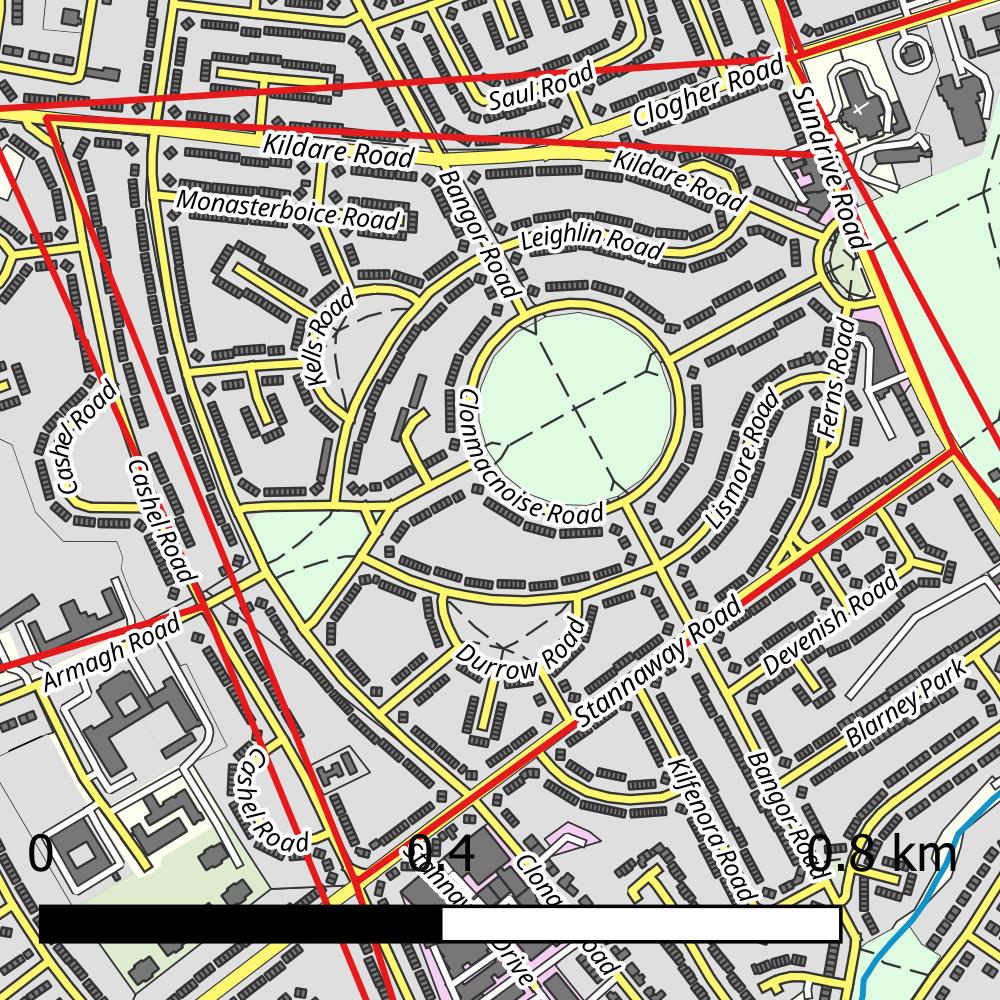 Saul Road
Clogher Road
Sundrive Road
Kildare Road
Kildare Road
Monasterboice Road
Bangor Road
Leighlin Road
Kells Road
Ferns Road
Cashel Road
Clonmacnoise Road
Lismore Road
Cashel Road
Devenish Road
Armagh Road
Durrow Road
Stannaway Road
Blarney Park
Cashel Road
Kilfenora Road
Bangor Road
0
0.4
0.8 km
Drive